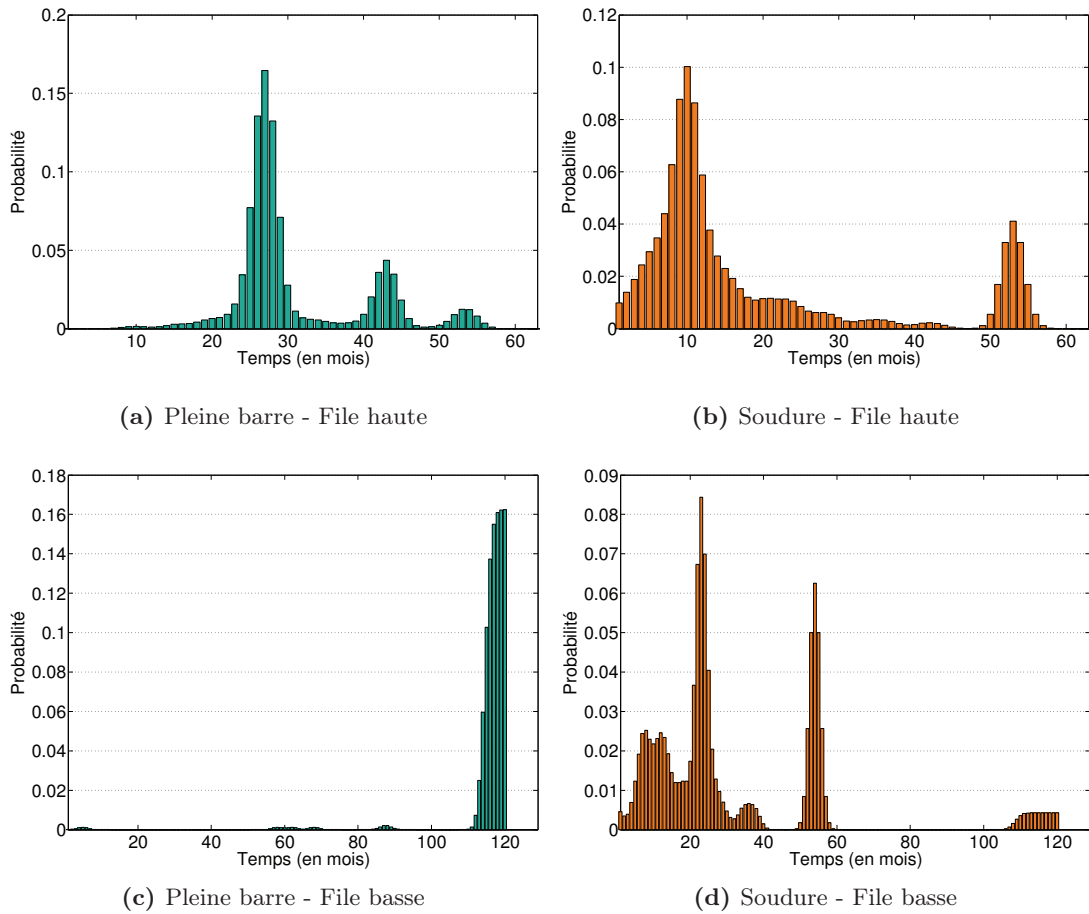 0.2
0.15
0.1
0.05
0
Probabilité
10 20 30 40 50 60
Temps (en mois)
(a) Pleine barre - File haute
0.12
0.1
0.08
0.06
0.04
0.02
0
Probabilite
10 20 30 40 50 60
Temps (en mois)
(b) Soudure - File haute
0.18
0.16
0.14
0.12
0.1
0.08
0.06
0.04
0.02
0
Probabilité
20 40 60 80 100 120
Temps (en mois)
(c) Pleine barre - File basse
0.09
0.08
0.07
0.06
0.05
0.04
0.03
0.02
0.01
0
Probabilité
20 40 60 80 100 120
Temps (en mois)
(d) Soudure - File basse